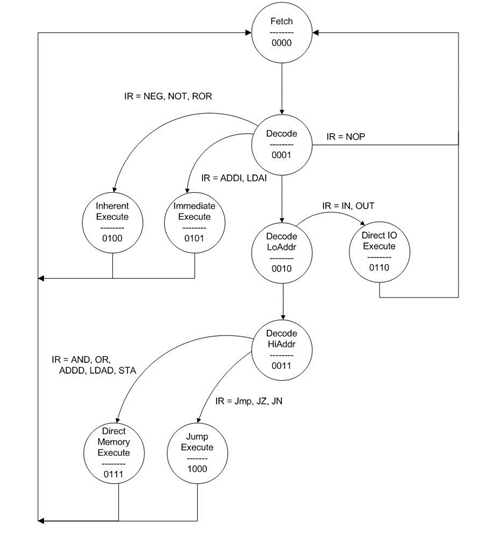 Fetch
--------
0000
IR = NEG, NOT, ROR
Decode
--------
0001
IR = NOP
IR = ADDI, LDAI
Inherent
Execute
--------
0100
Immediate
Execute
--------
0101
IR = IN, OUT
Decode
LoAddr
--------
0010
Direct IO
Execute
--------
0110
Decode
HiAddr
--------
0011
IR = AND, OR,
ADDD, LDAD, STA
IR = Jmp, JZ, JN
Direct
Memory
Execute
--------
0111
Jump
Execute
-------
1000